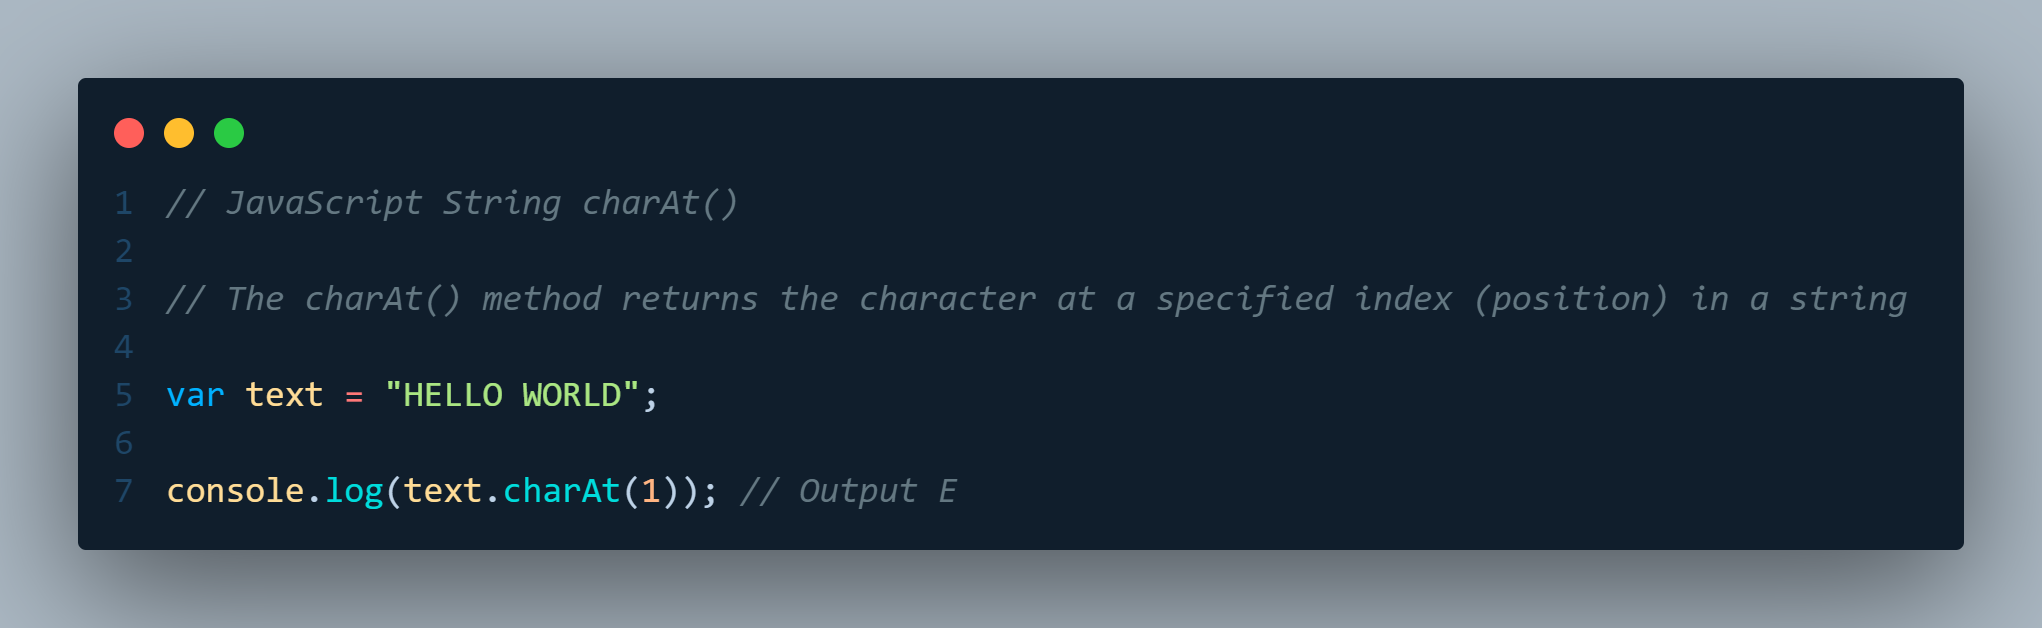 1 // JavaScript String charAt()
2
3 // The charAt() method returns the character at a specified index (position) in a string
4
5 var text = "HELLO WORLD";
6
7 console.log(text.charAt(1)); // Output E